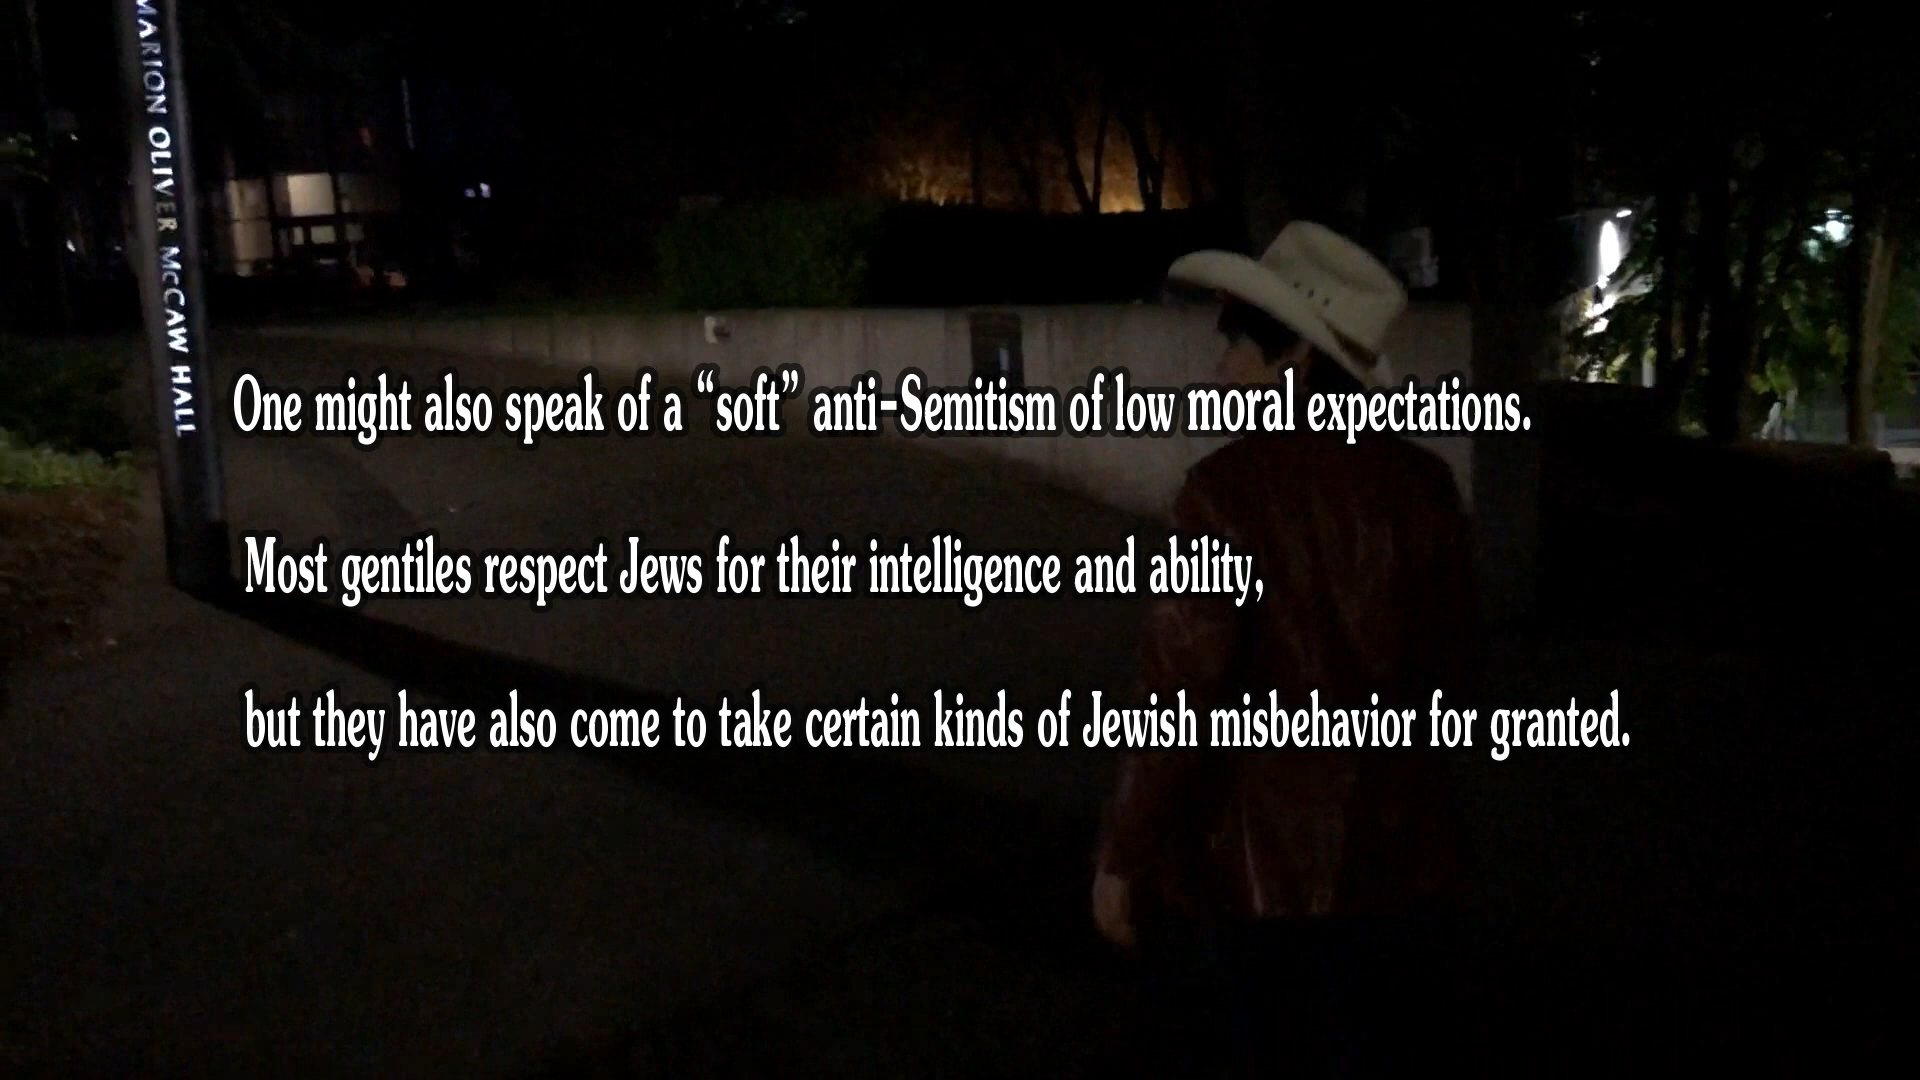 MARION OLIVER McCAW HALL
One might also speak of a “soft” anti-Semitism of low moral expectations.
Most gentiles respect Jews for their intelligence and ability,
but they have also come to take certain kinds of Jewish misbehavior for granted.